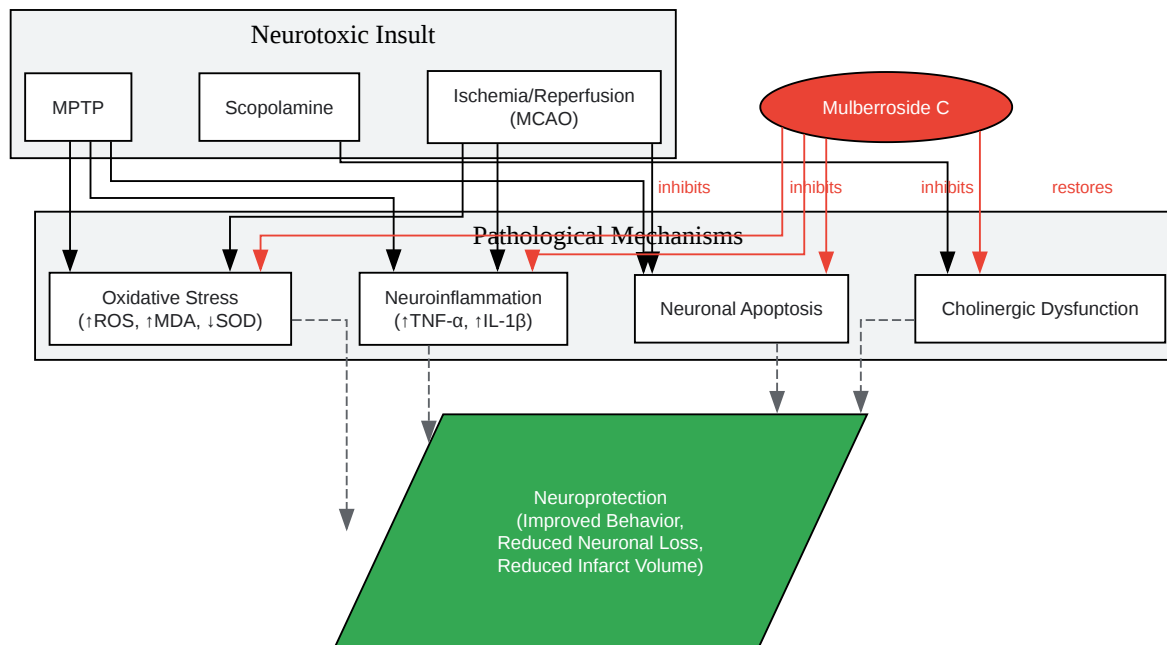 Neurotoxic Insult
MPTP
Scopolamine
Ischemia/Reperfusion
(MCAO)
Mulberroside C
inhibits
inhibits
inhibits
restores
Pathological Mechanisms
Oxidative Stress
(↑ROS, ↑MDA, ↓SOD)
Neuroinflammation
(↑TNF-α, ↑IL-1β)
Neuronal Apoptosis
Cholinergic Dysfunction
Neuroprotection
(Improved Behavior,
Reduced Neuronal Loss,
Reduced Infarct Volume)